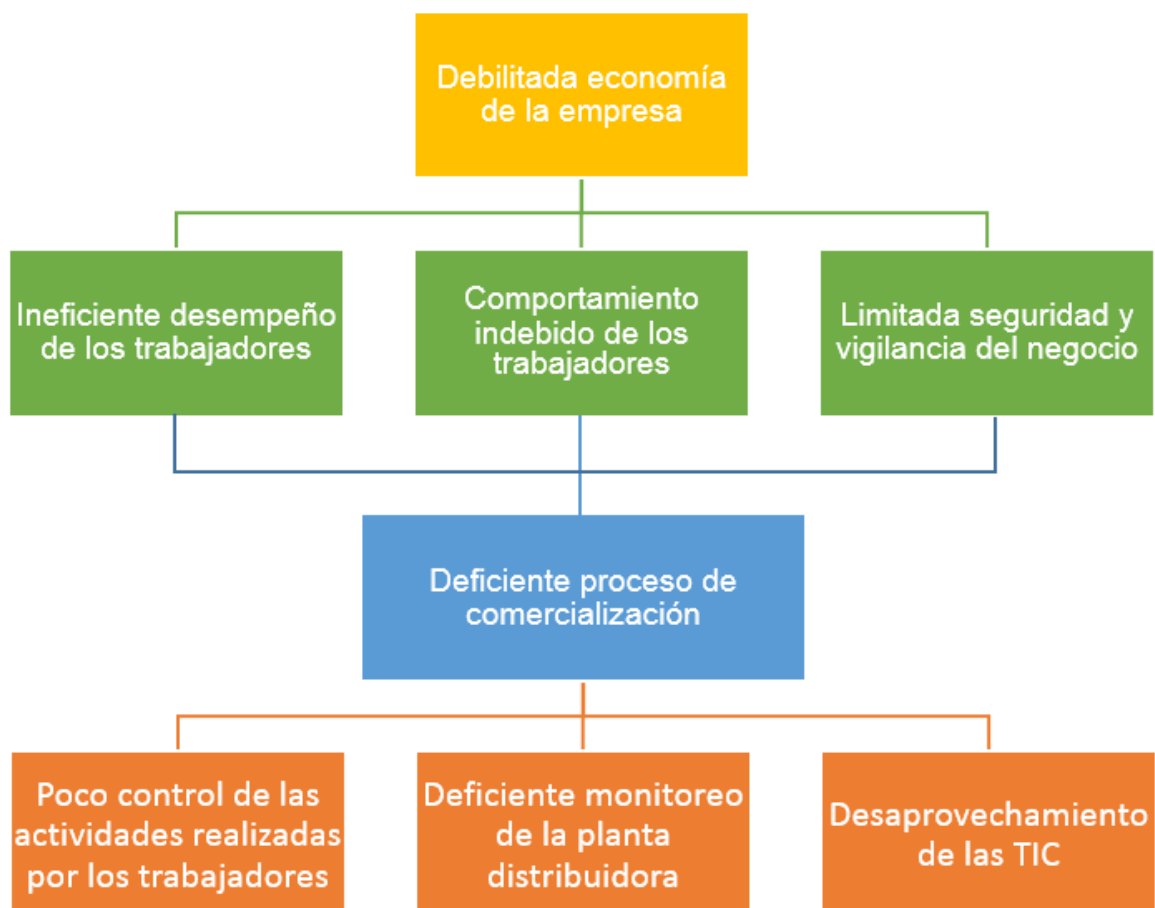 Debilitada economía
de la empresa
Ineficiente desempeño
de los trabajadores
Comportamiento
indebido de los
trabajadores
Limitada seguridad y
vigilancia del negocio
Deficiente proceso de
comercialización
Poco control de las
actividades realizadas
por los trabajadores
Deficiente monitoreo
de la planta
distribuidora
Desaprovechamiento
de las TIC